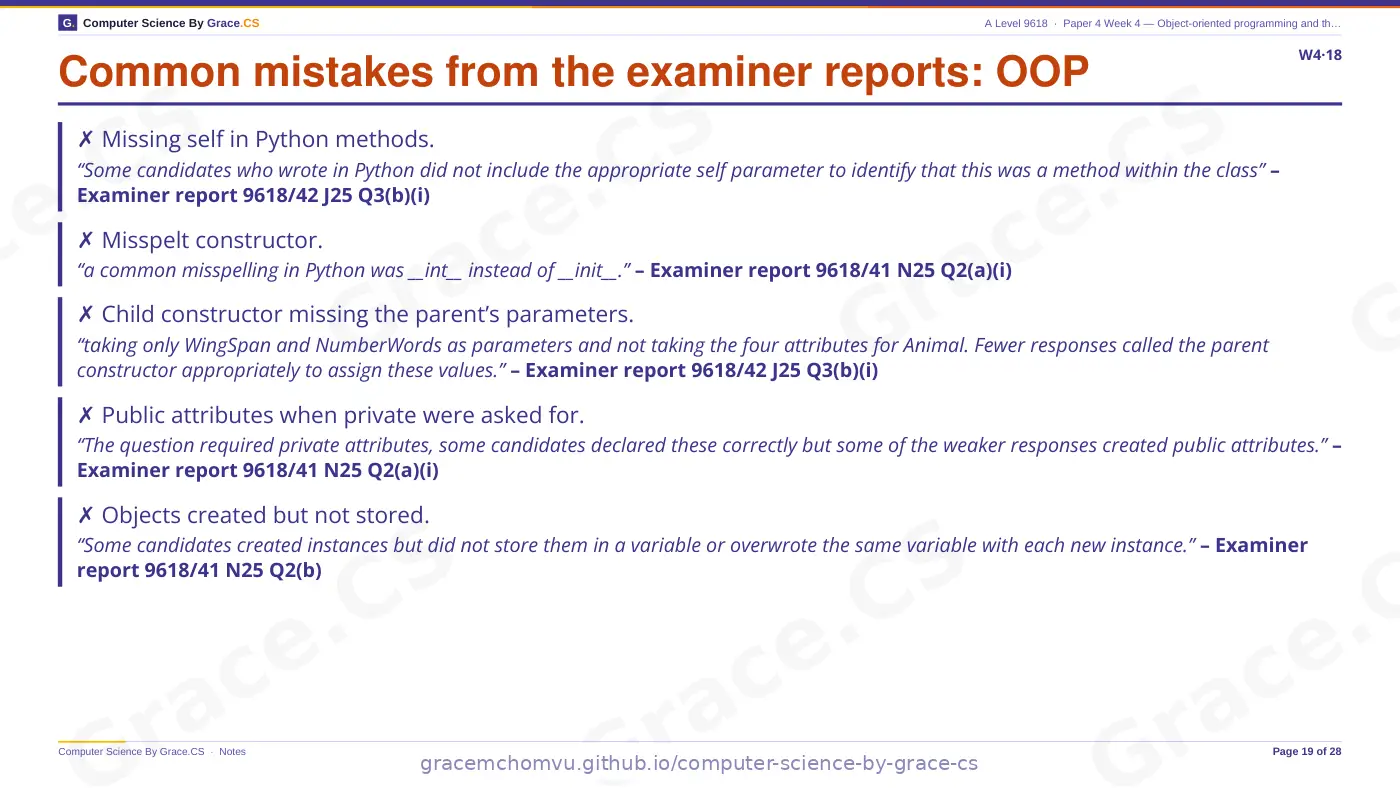 G. Computer Science By Grace.CS
A Level 9618 · Paper 4 Week 4 — Object-oriented programming and th…
Common mistakes from the examiner reports: OOP
W4·18
✗ Missing self in Python methods.
“Some candidates who wrote in Python did not include the appropriate self parameter to identify that this was a method within the class” –
Examiner report 9618/42 J25 Q3(b)(i)
✗ Misspelt constructor.
“a common misspelling in Python was __int__ instead of __init__.” – Examiner report 9618/41 N25 Q2(a)(i)
✗ Child constructor missing the parent’s parameters.
“taking only WingSpan and NumberWords as parameters and not taking the four attributes for Animal. Fewer responses called the parent
constructor appropriately to assign these values.” – Examiner report 9618/42 J25 Q3(b)(i)
✗ Public attributes when private were asked for.
“The question required private attributes, some candidates declared these correctly but some of the weaker responses created public attributes.” –
Examiner report 9618/41 N25 Q2(a)(i)
✗ Objects created but not stored.
“Some candidates created instances but did not store them in a variable or overwrote the same variable with each new instance.” – Examiner
report 9618/41 N25 Q2(b)
Computer Science By Grace.CS · Notes
Page 19 of 28
gracemchomvu.github.io/computer-science-by-grace-cs